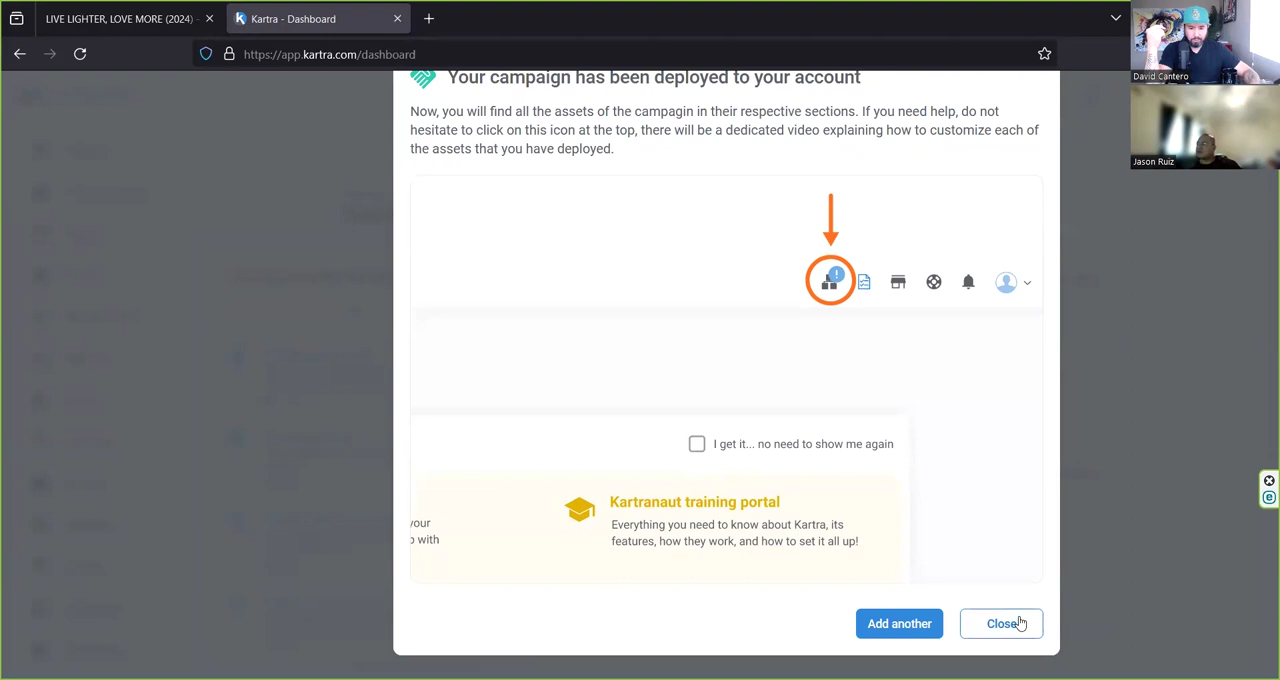 LIVE LIGHTER, LOVE MORE (2024) -
Kartra - Dashboard
https://app.kartra.com/dashboard
David Cantero
Jason Ruiz
Your campaign has been deployed to your account
Now, you will find all the assets of the campagin in their respective sections. If you need help, do not
hesitate to click on this icon at the top, there will be a dedicated video explaining how to customize each of
the assets that you have deployed.
I get it... no need to show me again
Kartranaut training portal
Everything you need to know about Kartra, its
features, how they work, and how to set it all up!
your
p with
Add another
Close